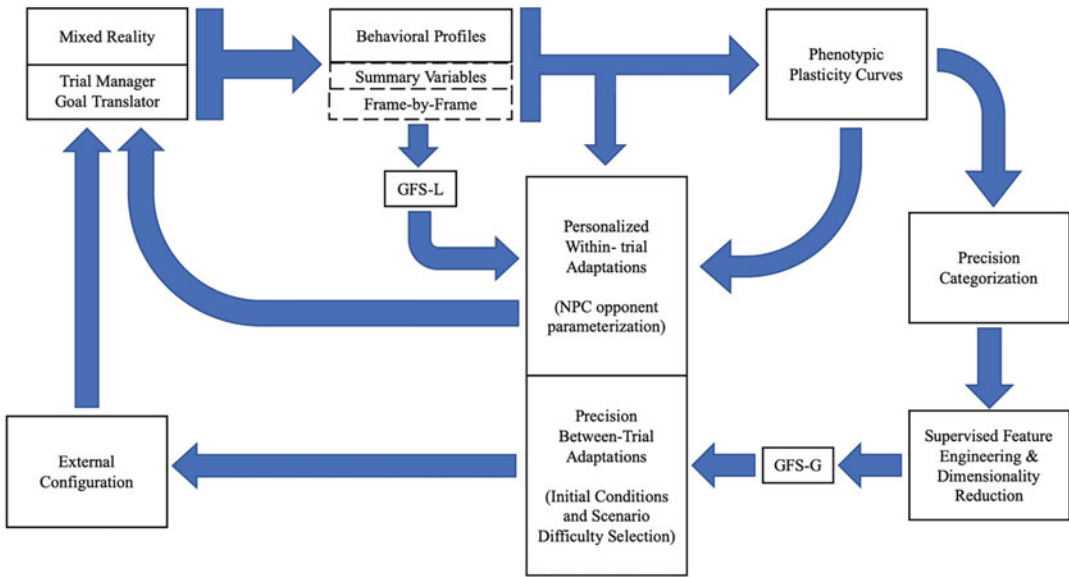 Mixed Reality
Trial Manager
Goal Translator
Behavioral Profiles
Summary Variables
Frame-by-Frame
Phenotypic
Plasticity Curves
GFS-L
Personalized
Within- trial
Adaptations
(NPC opponent
parameterization)
Precision
Categorization
Precision
Between-Trial
Adaptations
(Initial Conditions
and Scenario
Difficulty Selection)
External
Configuration
GFS-G
Supervised Feature
Engineering &
Dimensionality
Reduction